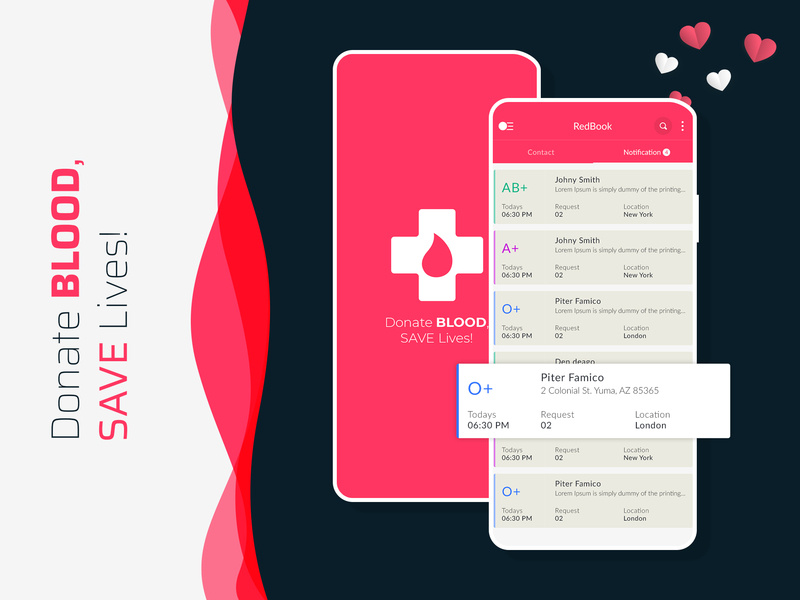 Donate BLOOD,
SAVE Lives!
Donate BLOOD,
SAVE Lives!
RedBook
Contact
Notification 4
AB+
Johny Smith
Lorem Ipsum is simply dummy of the printing...
Todays Request Location
06:30 PM 02 New York
A+
Johny Smith
Lorem Ipsum is simply dummy of the printing...
Todays Request Location
06:30 PM 02 New York
O+
Piter Famico
Lorem Ipsum is simply dummy of the printing...
Todays Request Location
06:30 PM 02 London
Den deago
O+
Piter Famico
2 Colonial St. Yuma, AZ 85365
Todays Request Location
06:30 PM 02 London
Todays Request Location
06:30 PM 02 New York
O+
Piter Famico
Lorem Ipsum is simply dummy of the printing...
Todays Request Location
06:30 PM 02 London